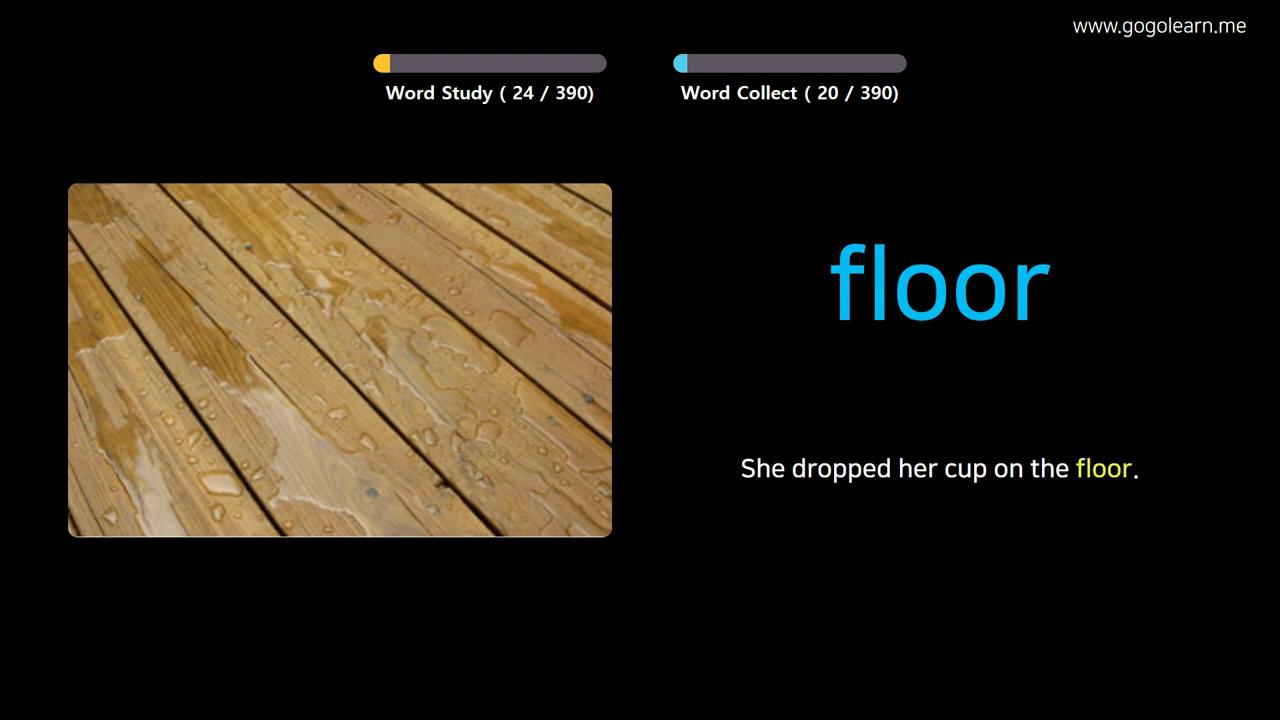 www.gogolearn.me
Word Study ( 24 / 390)
Word Collect ( 20 / 390)
floor
She dropped her cup on the floor.